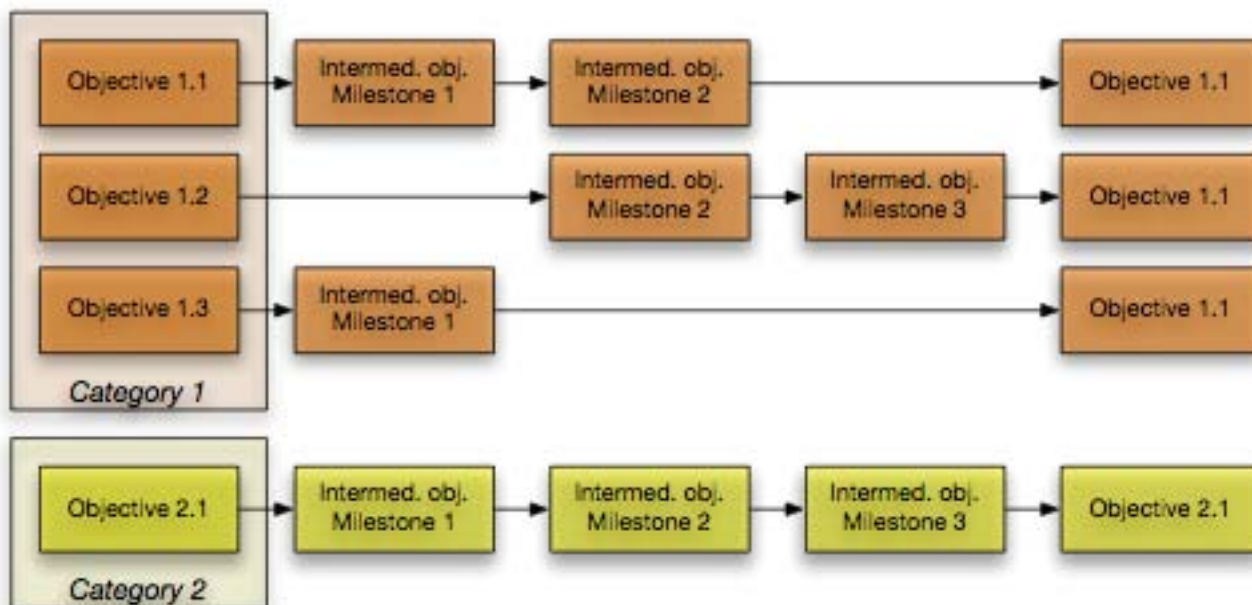 Objective 1.1
Intermed. obj.
Milestone 1
Intermed. obj.
Milestone 2
Objective 1.1
Objective 1.2
Intermed. obj.
Milestone 2
Intermed. obj.
Milestone 3
Objective 1.1
Objective 1.3
Intermed. obj.
Milestone 1
Objective 1.1
Category 1
Objective 2.1
Intermed. obj.
Milestone 1
Intermed. obj.
Milestone 2
Intermed. obj.
Milestone 3
Objective 2.1
Category 2